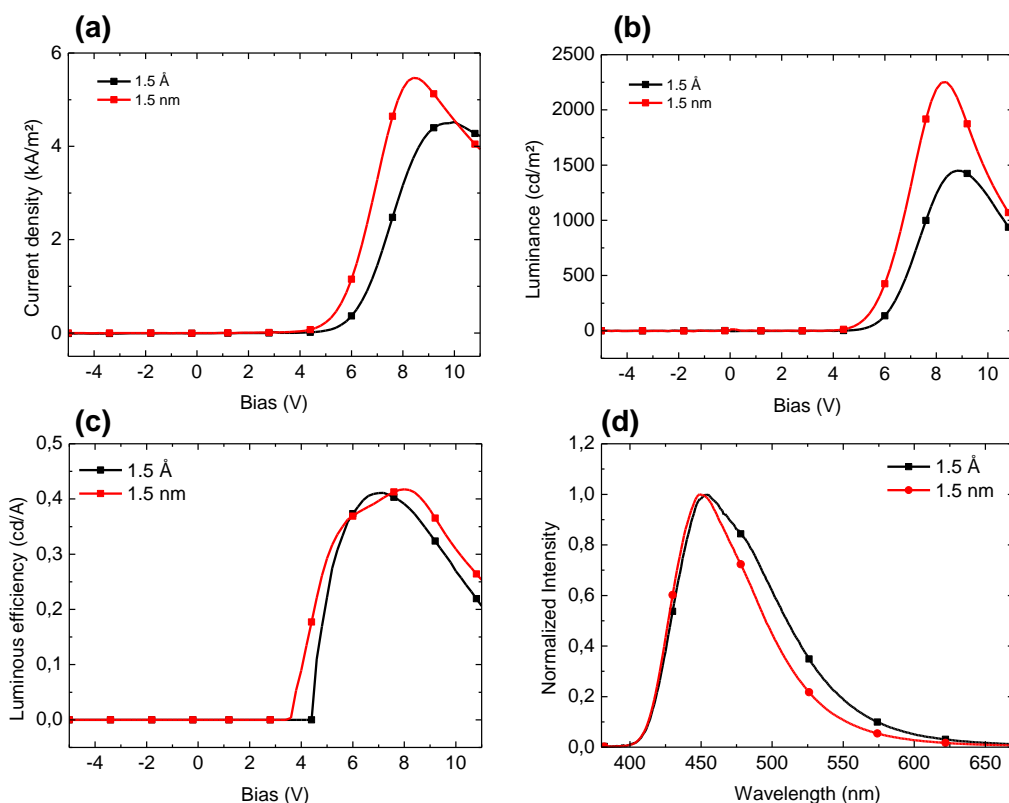 (a)
1.5 Å
1.5 nm
Current density (kA/m²)
6
4
2
0
-4 -2 0 2 4 6 8 10
Bias (V)
(b)
1.5 Å
1.5 nm
Luminance (cd/m²)
2500
2000
1500
1000
500
0
-4 -2 0 2 4 6 8 10
Bias (V)
(c)
1.5 Å
1.5 nm
Luminous efficiency (cd/A)
0,5
0,4
0,3
0,2
0,1
0,0
-4 -2 0 2 4 6 8 10
Bias (V)
(d)
1.5 Å
1.5 nm
Normalized Intensity
1,2
1,0
0,8
0,6
0,4
0,2
0,0
400 450 500 550 600 650
Wavelength (nm)